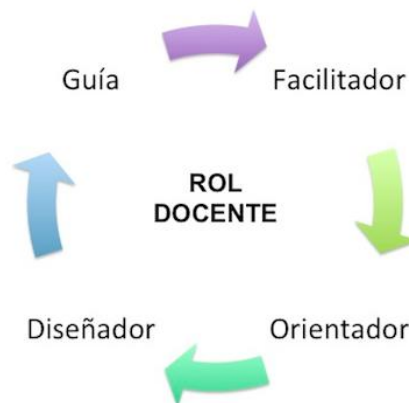 Guía
Facilitador
ROL
DOCENTE
Diseñador
Orientador